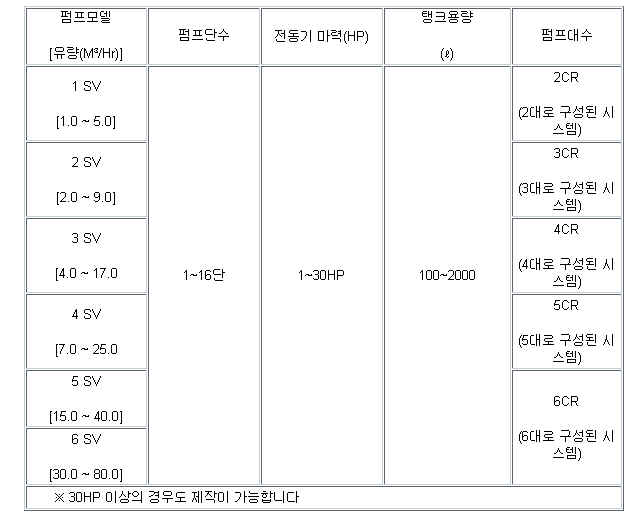 펌프모델
[유량(M³/Hr)]
펌프단수
전동기 마력(HP)
탱크용량
(ℓ)
펌프대수
1 SV
[1.0 ~ 5.0]
2 SV
[2.0 ~ 9.0]
3 SV
[4.0 ~ 17.0
4 SV
[7.0 ~ 25.0
5 SV
[15.0 ~ 40.0]
6 SV
[30.0 ~ 80.0]
1~16단
1~30HP
100~2000
2CR
(2대로 구성된 시
스템)
3CR
(3대로 구성된 시
스템)
4CR
(4대로 구성된 시
스템)
5CR
(5대로 구성된 시
스템)
6CR
(6대로 구성된 시
스템)
※ 30HP 이상의 경우도 제작이 가능합니다